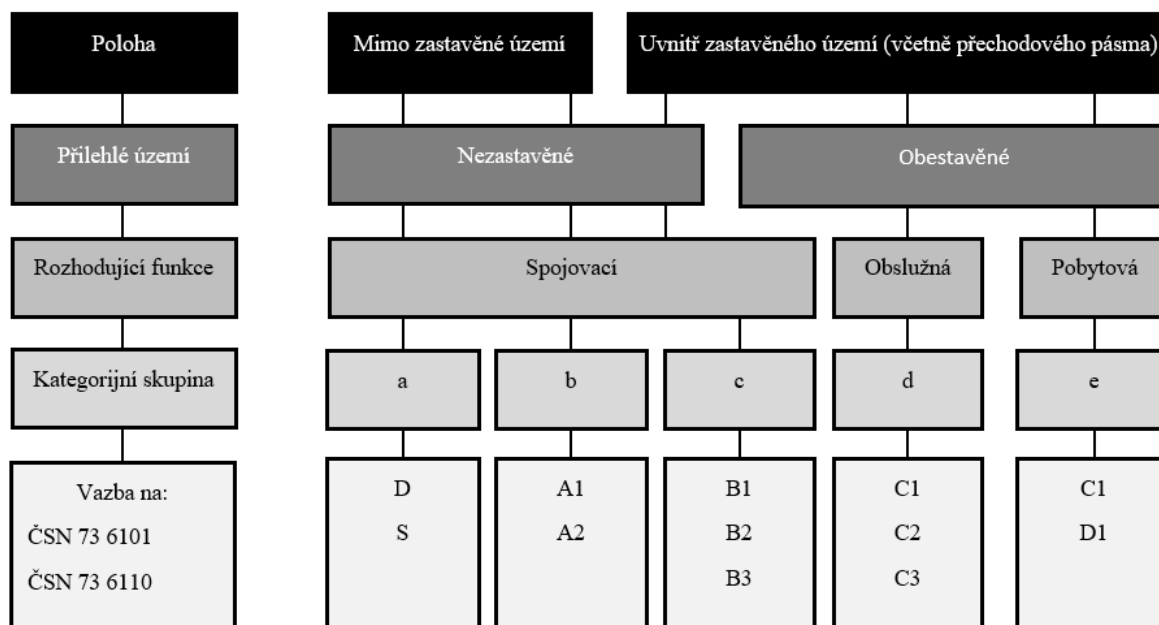 Poloha
Mimo zastavěné území
Uvnitř zastavěného území (včetně přechodového pásma)
Přilehlé území
Nezastavěné
Obestavěné
Rozhodující funkce
Spojovací
Obslužná
Pobytová
Kategorijní skupina
a
b
c
d
e
Vazba na:
ČSN 73 6101
ČSN 73 6110
D
S
A1
A2
B1
B2
B3
C1
C2
C3
C1
D1